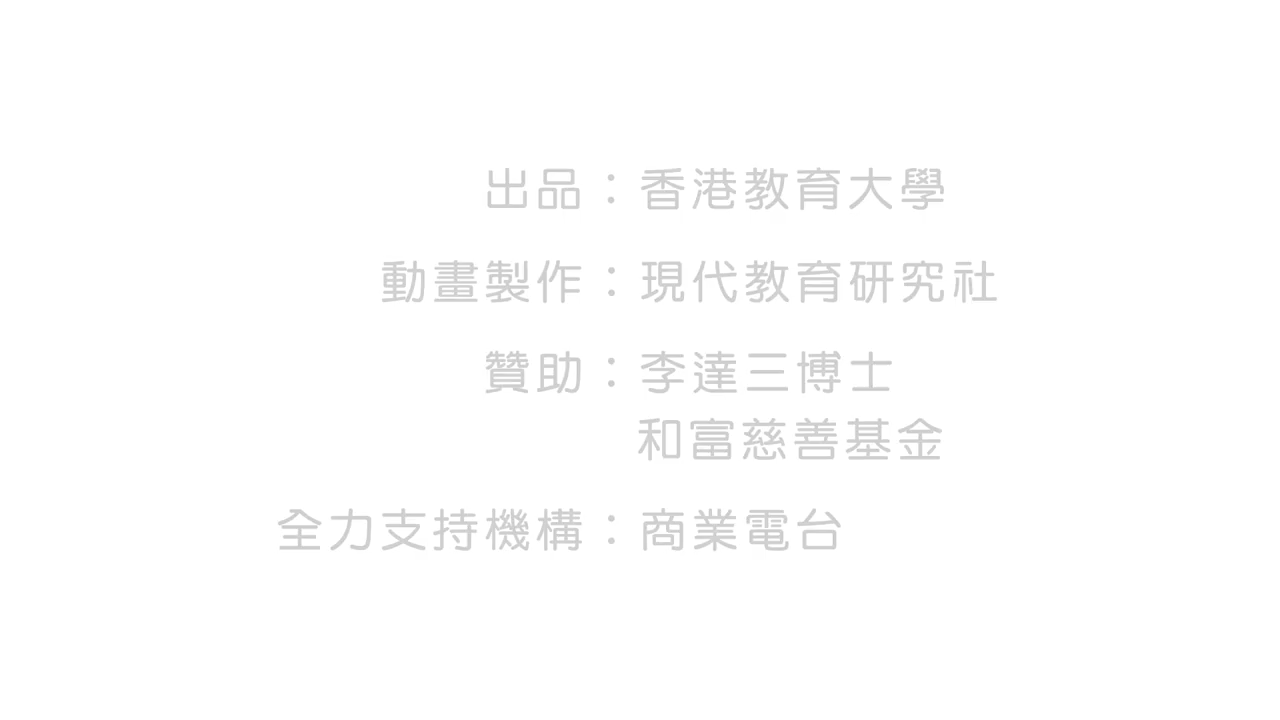 出品：香港教育大學
動畫製作：現代教育研究社
贊助：李達三博士
和富慈善基金
全力支持機構：商業電台